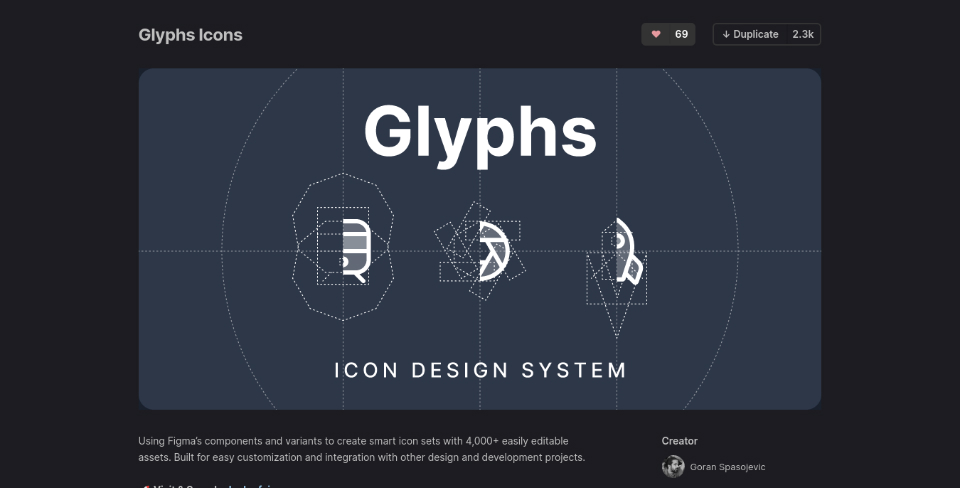 Glyphs Icons
69
Duplicate 2.3k
Glyphs
ICON DESIGN SYSTEM
Using Figma's components and variants to create smart icon sets with 4,000+ easily editable
assets. Built for easy customization and integration with other design and development projects.
Creator
Goran Spasojevic